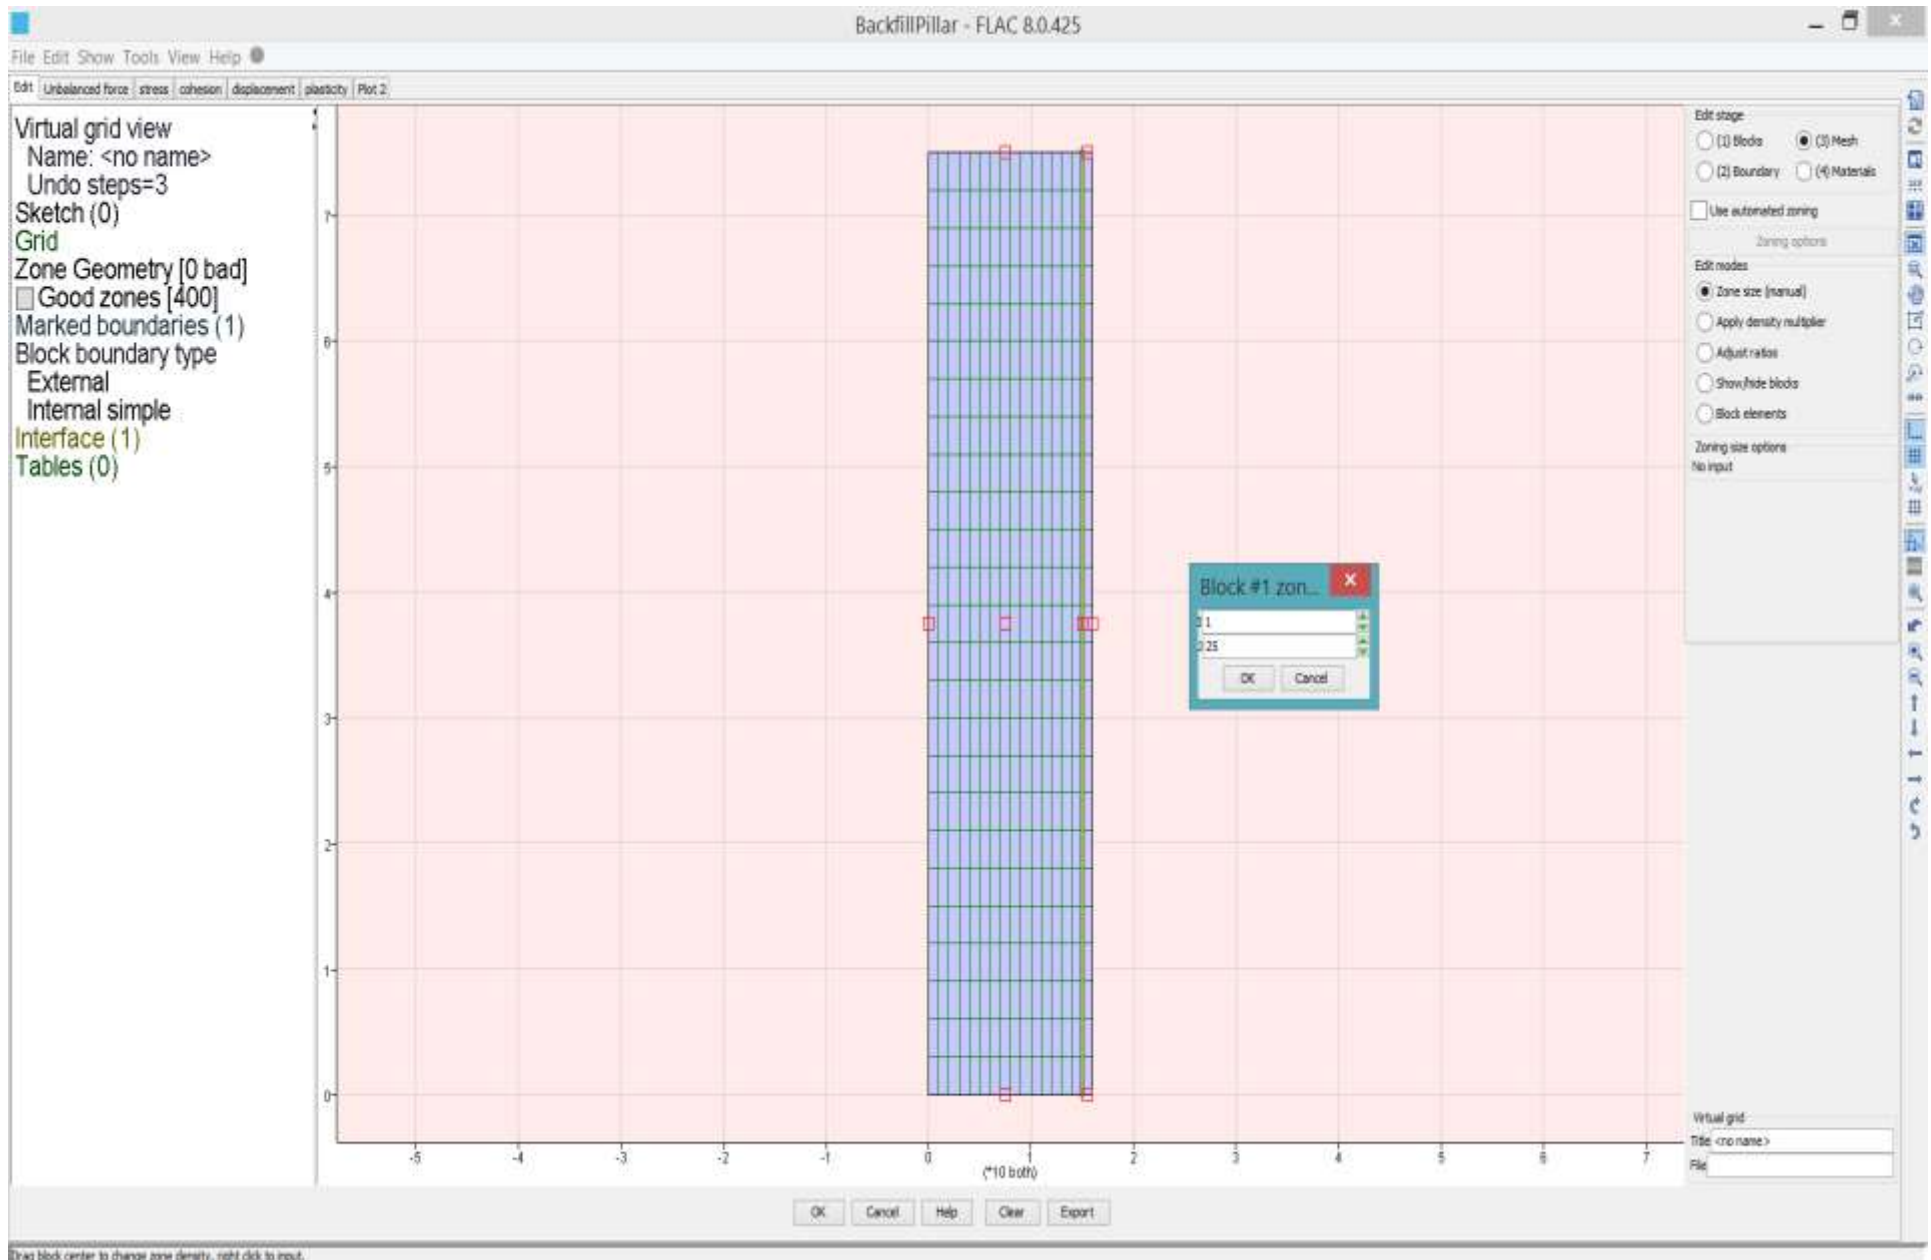 BackfillPillar - FLAC 8.0.425
File Edit Show Tools View Help
Edit Unbalanced force stress cohesion displacement plasticity Plot 2
Virtual grid view
Name: <no name>
Undo steps=3
Sketch (0)
Grid
Zone Geometry [0 bad]
Good zones [400]
Marked boundaries (1)
Block boundary type
External
Internal simple
Interface (1)
Tables (0)
7
6
5
4
3
2
1
0
-5 -4 -3 -2 -1 0 1 2 3 4 5 6 7
(*10 both)
Block #1 zon...
1
25
OK Cancel
Edit stage
(1) Blocks (3) Mesh
(2) Boundary (4) Materials
Use automated zoning
Zoning options
Edit modes
Zone size (manual)
Apply density multiplier
Adjust ratios
Show/hide blocks
Block elements
Zoning size options
No input
Virtual grid
Title <no name>
File
OK Cancel Help Clear Export
Drag block center to change zone density, right click to input.